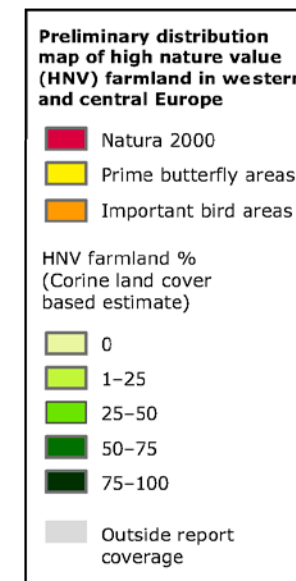 Preliminary distribution
map of high nature value
(HNV) farmland in western
and central Europe
Natura 2000
Prime butterfly areas
Important bird areas
HNV farmland %
(Corine land cover
based estimate)
0
1–25
25–50
50–75
75–100
Outside report
coverage